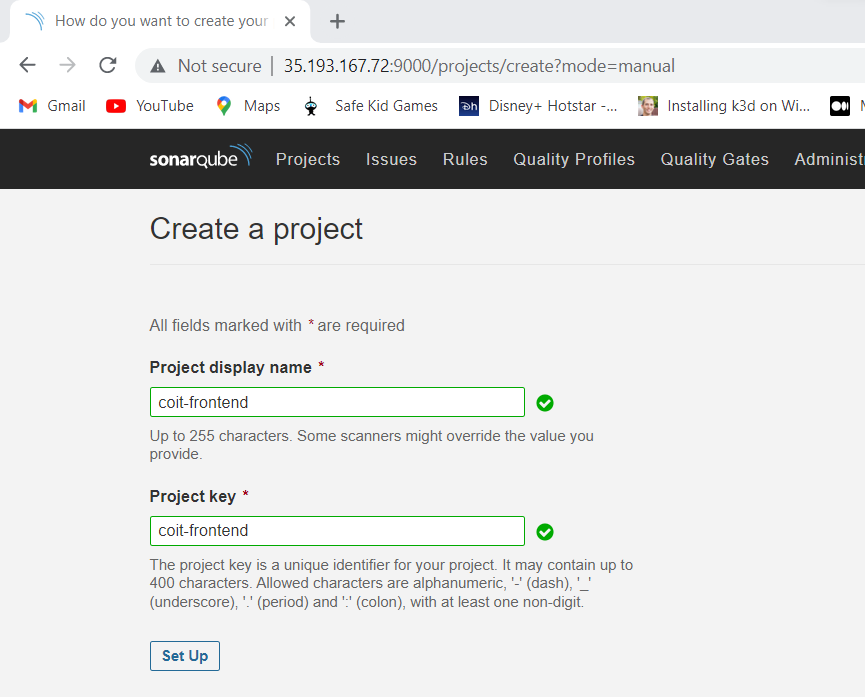 How do you want to create your
Not secure 35.193.167.72:9000/projects/create?mode=manual
Gmail YouTube Maps Safe Kid Games Disney+ Hotstar -... Installing k3d on Wi...
sonarqube Projects Issues Rules Quality Profiles Quality Gates Administ
Create a project
All fields marked with * are required
Project display name *
coit-frontend
Up to 255 characters. Some scanners might override the value you
provide.
Project key *
coit-frontend
The project key is a unique identifier for your project. It may contain up to
400 characters. Allowed characters are alphanumeric, '-' (dash), '_'
(underscore), '.' (period) and ':' (colon), with at least one non-digit.
Set Up